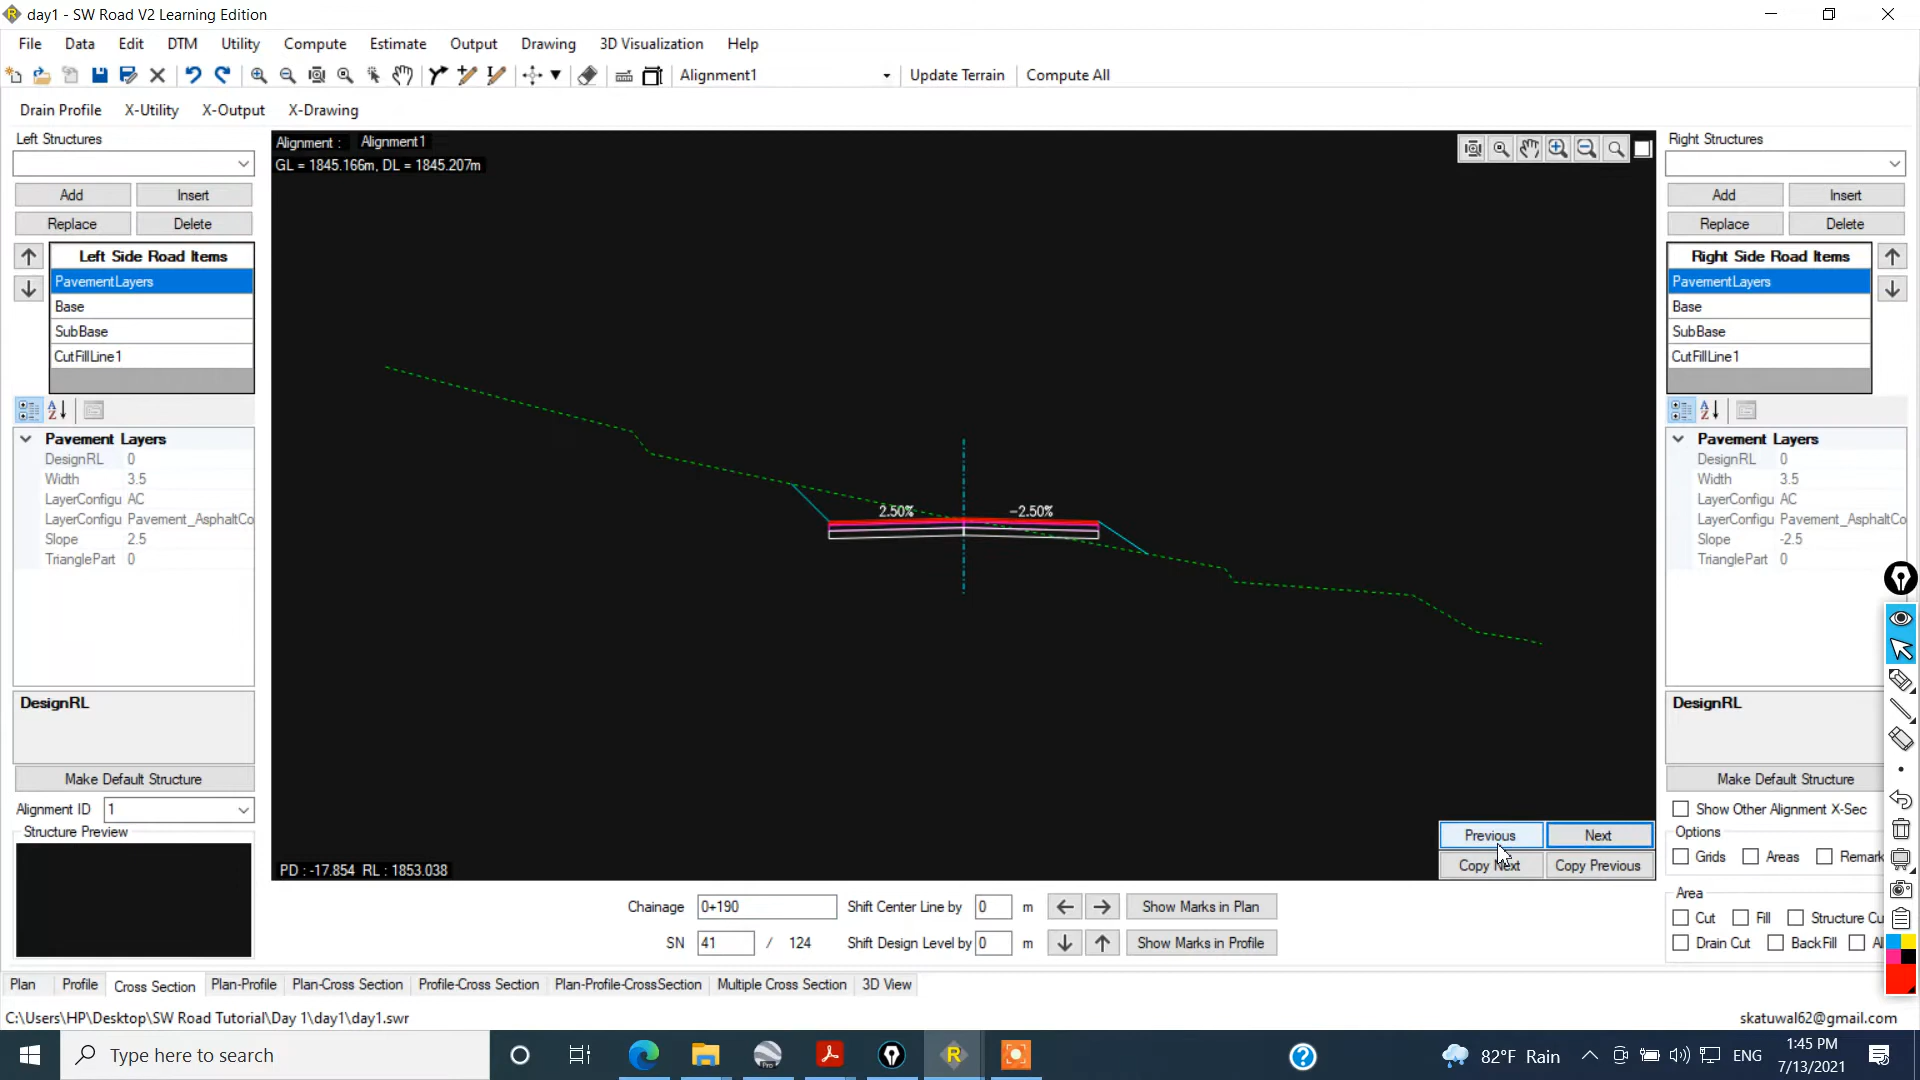 day1 - SW Road V2 Learning Edition
File Data Edit DTM Utility Compute Estimate Output Drawing 3D Visualization Help
Alignment1 Update Terrain Compute All
Drain Profile X-Utility X-Output X-Drawing
Left Structures
Add Insert
Replace Delete
Left Side Road Items
PavementLayers
Base
SubBase
CutFillLine1
Pavement Layers
DesignRL 0
Width 3.5
LayerConfigu AC
LayerConfigu Pavement_AsphaltCo
Slope 2.5
TrianglePart 0
DesignRL
Make Default Structure
Alignment ID 1
Structure Preview
Alignment : Alignment1
GL = 1845.166m, DL = 1845.207m
2.50% -2.50%
PD : -17.854 RL : 1853.038
Previous Next
Copy Next Copy Previous
Right Structures
Add Insert
Replace Delete
Right Side Road Items
PavementLayers
Base
SubBase
CutFillLine1
Pavement Layers
DesignRL 0
Width 3.5
LayerConfigu AC
LayerConfigu Pavement_AsphaltCo
Slope -2.5
TrianglePart 0
DesignRL
Make Default Structure
Show Other Alignment X-Sec
Options
Grids Areas Remark
Area
Cut Fill Structure Cu
Drain Cut BackFill Al
Chainage 0+190 Shift Center Line by 0 m Show Marks in Plan
SN 41 / 124 Shift Design Level by 0 m Show Marks in Profile
Plan Profile Cross Section Plan-Profile Plan-Cross Section Profile-Cross Section Plan-Profile-CrossSection Multiple Cross Section 3D View
C:\Users\HP\Desktop\SW Road Tutorial\Day 1\day1\day1.swr skatuwal62@gmail.com
Type here to search
82°F Rain ENG
1:45 PM
7/13/2021